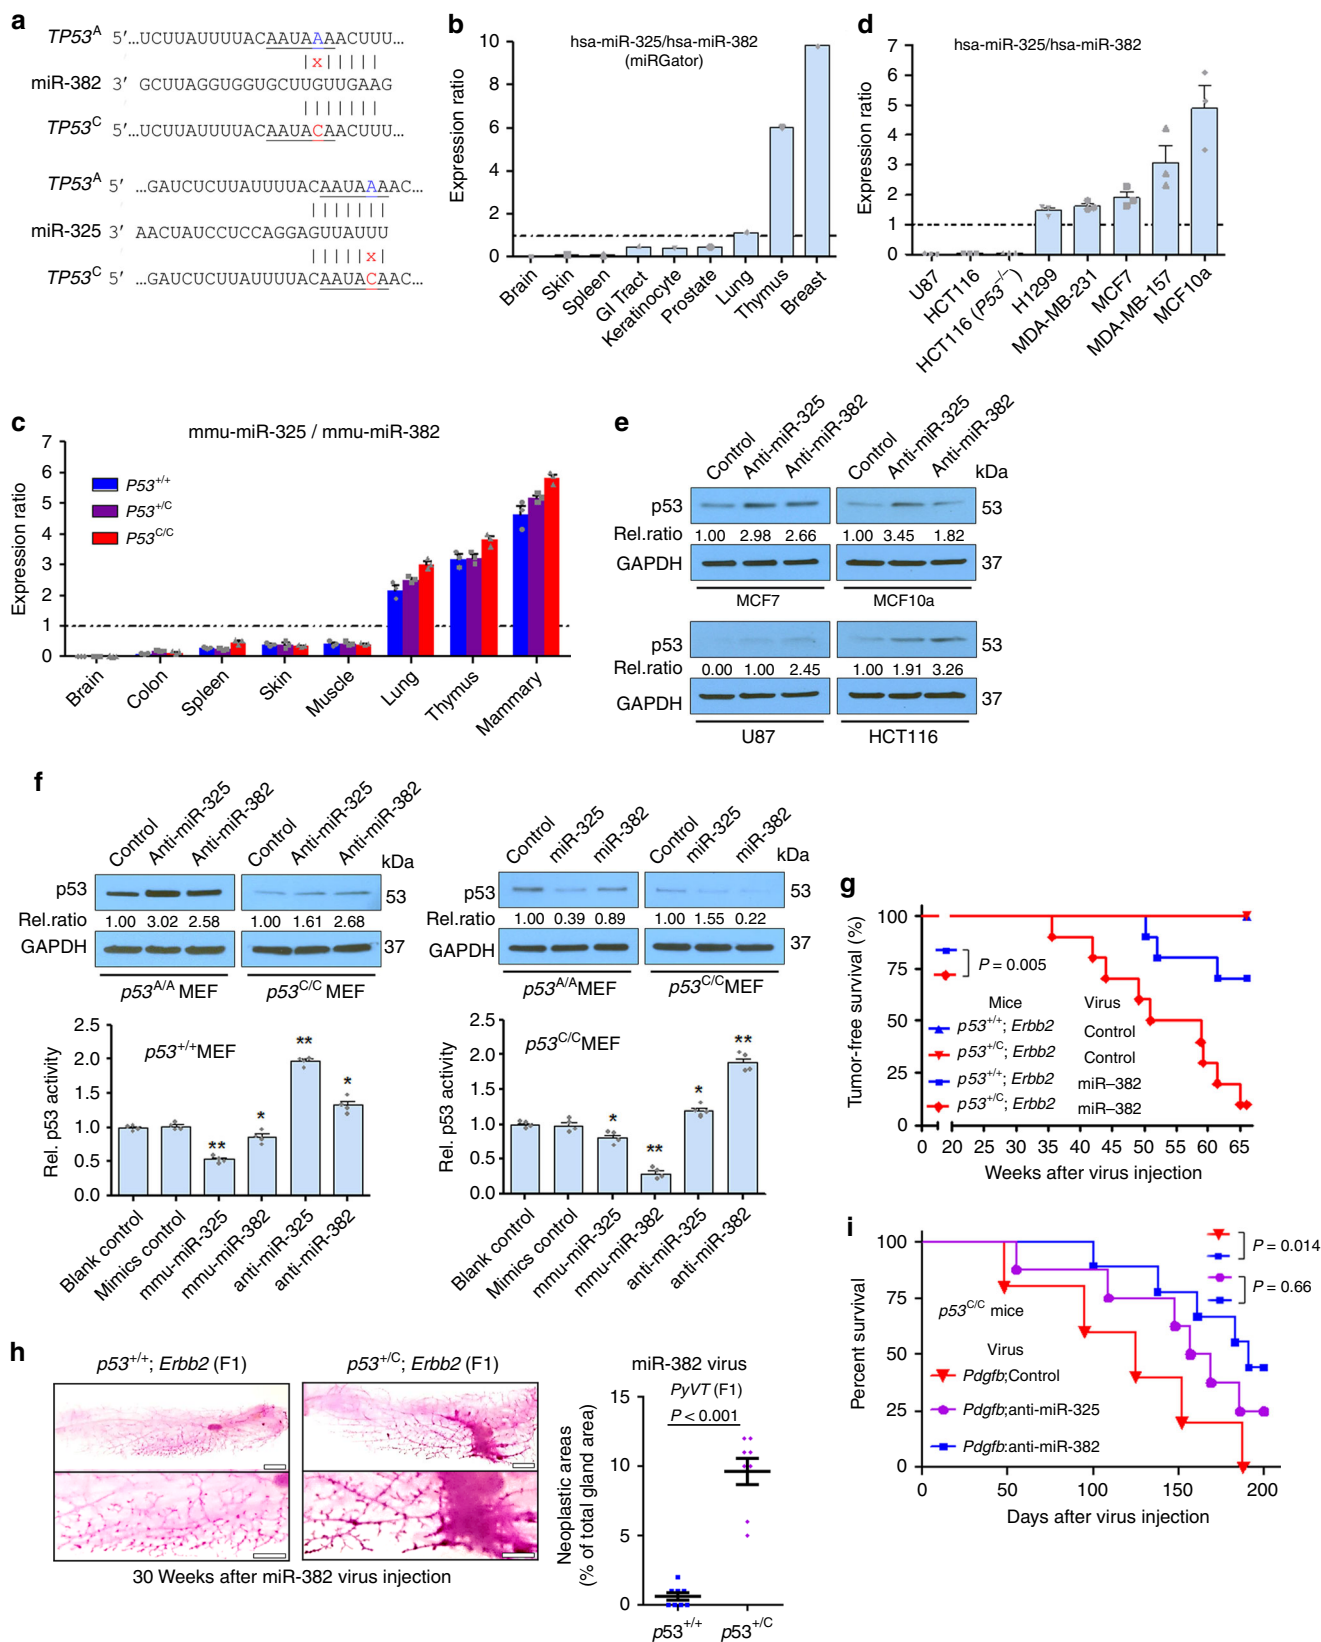 a
TP53A 5′...UCUUAUUUUACAAUAAAACUUU...
x
miR-382 3′ GCUUAGGUGGUGCUUGUUGAAG
TP53C 5′...UCUUAUUUUACAAUACAACUUU...
TP53A 5′ ...GAUCUCUUAUUUUACAAUAAAAC...
miR-325 3′ AACUAUCCUCCAGGAGUUAUUU
x
TP53C 5′ ...GAUCUCUUAUUUUACAAUACAAC...
b
hsa-miR-325/hsa-miR-382
(miRGator)
Expression ratio
10
8
6
4
2
0
Brain
Skin
Spleen
GI Tract
Keratinocyte
Prostate
Lung
Thymus
Breast
d
hsa-miR-325/hsa-miR-382
Expression ratio
7
6
5
4
3
2
1
0
U87
HCT116
HCT116 (P53−/−)
H1299
MDA-MB-231
MCF7
MDA-MB-157
MCF10a
c
mmu-miR-325 / mmu-miR-382
Expression ratio
7
6
5
4
3
2
1
0
P53+/+
P53+/C
P53C/C
Brain
Colon
Spleen
Skin
Muscle
Lung
Thymus
Mammary
e
Control
Anti-miR-325
Anti-miR-382
Control
Anti-miR-325
Anti-miR-382
kDa
p53
53
Rel.ratio 1.00 2.98 2.66 1.00 3.45 1.82
GAPDH
37
MCF7
MCF10a
p53
53
Rel.ratio 0.00 1.00 2.45 1.00 1.91 3.26
GAPDH
37
U87
HCT116
f
Control
Anti-miR-325
Anti-miR-382
Control
Anti-miR-325
Anti-miR-382
kDa
p53
53
Rel.ratio 1.00 3.02 2.58 1.00 1.61 2.68
GAPDH
37
p53A/A MEF
p53C/C MEF
Control
miR-325
miR-382
Control
miR-325
miR-382
kDa
p53
53
Rel.ratio 1.00 0.39 0.89 1.00 1.55 0.22
GAPDH
37
p53A/AMEF
p53C/CMEF
Rel. p53 activity
2.5
2.0
1.5
1.0
0.5
0.0
p53+/+MEF
**
*
**
*
Blank control
Mimics control
mmu-miR-325
mmu-miR-382
anti-miR-325
anti-miR-382
Rel. p53 activity
2.5
2.0
1.5
1.0
0.5
0.0
p53C/CMEF
*
**
*
**
Blank control
Mimics control
mmu-miR-325
mmu-miR-382
anti-miR-325
anti-miR-382
g
Tumor-free survival (%)
100
75
50
25
0
P = 0.005
Mice Virus
p53+/+; Erbb2 Control
p53+/C; Erbb2 Control
p53+/+; Erbb2 miR–382
p53+/C; Erbb2 miR–382
0 20 25 30 35 40 45 50 55 60 65
Weeks after virus injection
h
p53+/+; Erbb2 (F1)
p53+/C; Erbb2 (F1)
30 Weeks after miR-382 virus injection
miR-382 virus
PyVT (F1)
P < 0.001
Neoplastic areas
(% of total gland area)
15
10
5
0
p53+/+
p53+/C
i
Percent survival
100
75
50
25
0
P = 0.014
P = 0.66
p53C/C mice
Virus
Pdgfb;Control
Pdgfb;anti-miR-325
Pdgfb:anti-miR-382
0 50 100 150 200
Days after virus injection